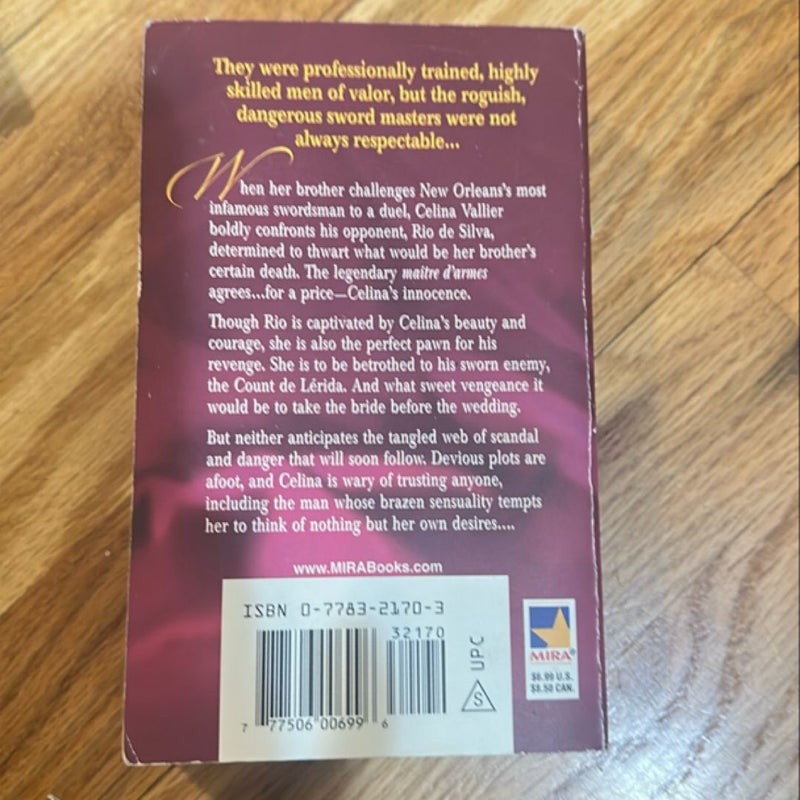 They were professionally trained, highly
skilled men of valor, but the roguish,
dangerous sword masters were not
always respectable...
When her brother challenges New Orleans's most
infamous swordsman to a duel, Celina Vallier
boldly confronts his opponent, Rio de Silva,
determined to thwart what would be her brother's
certain death. The legendary maître d'armes
agrees...for a price—Celina's innocence.
Though Rio is captivated by Celina's beauty and
courage, she is also the perfect pawn for his
revenge. She is to be betrothed to his sworn enemy,
the Count de Lérida. And what sweet vengeance it
would be to take the bride before the wedding.
But neither anticipates the tangled web of scandal
and danger that will soon follow. Devious plots are
afoot, and Celina is wary of trusting anyone,
including the man whose brazen sensuality tempts
her to think of nothing but her own desires....
www.MIRABooks.com
ISBN 0-7783-2170-3
32170
UPC
S
7 77506 00699 6
MIRA®
$6.99 U.S.
$8.50 CAN.